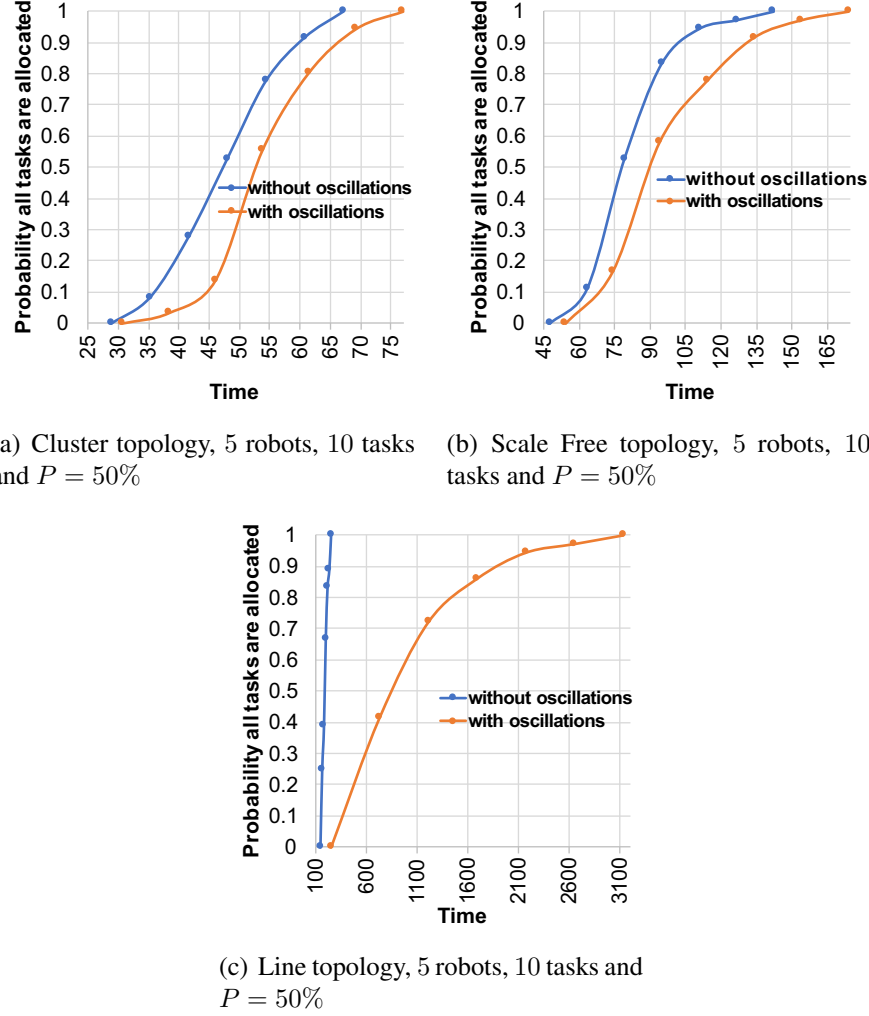 Probability all tasks are allocated
1
0.9
0.8
0.7
0.6
0.5
0.4
0.3
0.2
0.1
0
without oscillations
with oscillations
25 30 35 40 45 50 55 60 65 70 75
Time
a) Cluster topology, 5 robots, 10 tasks
and P = 50%
Probability all tasks are allocated
1
0.9
0.8
0.7
0.6
0.5
0.4
0.3
0.2
0.1
0
without oscillations
with oscillations
45 60 75 90 105 120 135 150 165
Time
(b) Scale Free topology, 5 robots, 10
tasks and P = 50%
Probability all tasks are allocated
1
0.9
0.8
0.7
0.6
0.5
0.4
0.3
0.2
0.1
0
without oscillations
with oscillations
100 600 1100 1600 2100 2600 3100
Time
(c) Line topology, 5 robots, 10 tasks and
P = 50%